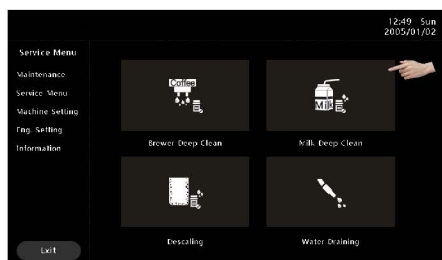 12:49 Sun
2005/01/02
Service Menu
Maintenance
Service Menu
Machine Setting
Eng. Setting
Information
Exit
Coffee
Brewer Deep Clean
Milk
Milk Deep Clean
Descaling
Water Draining